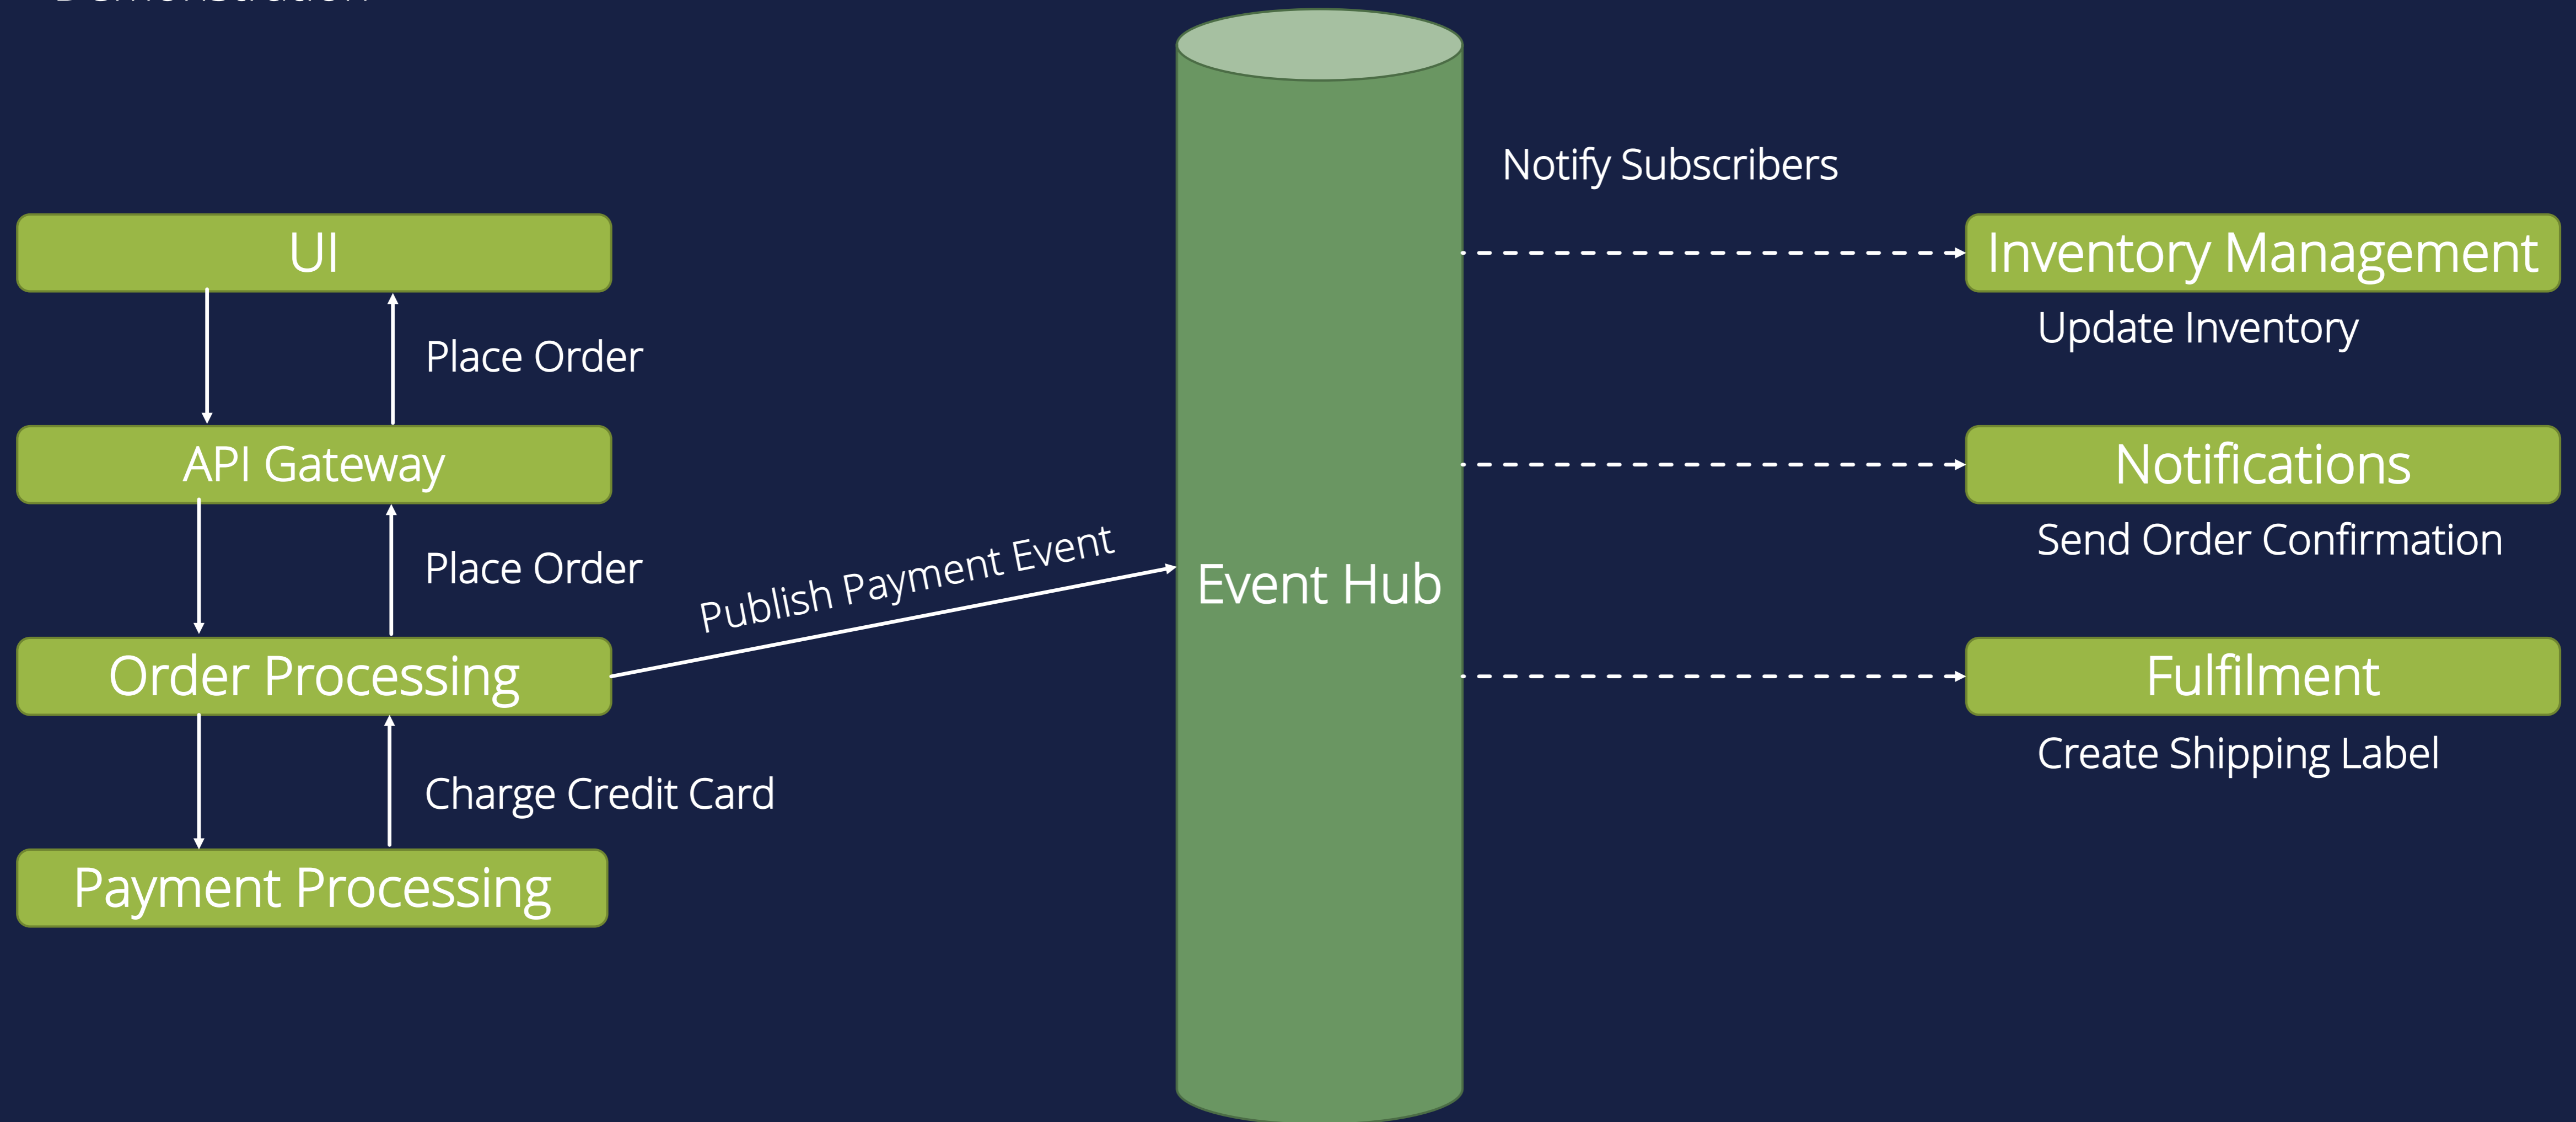 UI
Place Order
API Gateway
Place Order
Order Processing
Charge Credit Card
Payment Processing
Publish Payment Event
Event Hub
Notify Subscribers
Inventory Management
Update Inventory
Notifications
Send Order Confirmation
Fulfilment
Create Shipping Label